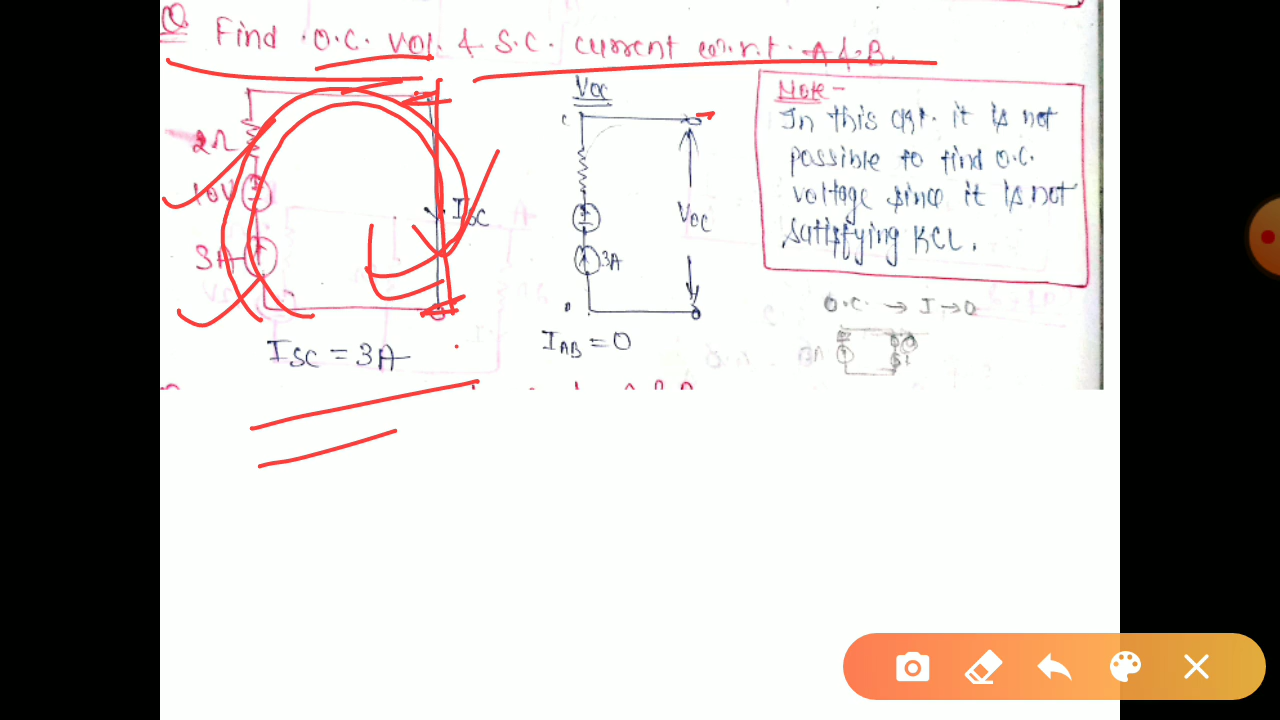 Q Find O.C. vol. & S.C. current w.r.t. A & B.
2Ω
10V
3A
ISC
ISC = 3A
VOC
3A
VOC
IAB = 0
Note -
In this ckt. it is not
possible to find O.C.
voltage since it is not
satisfying KCL.
O.C. → I → 0
3A